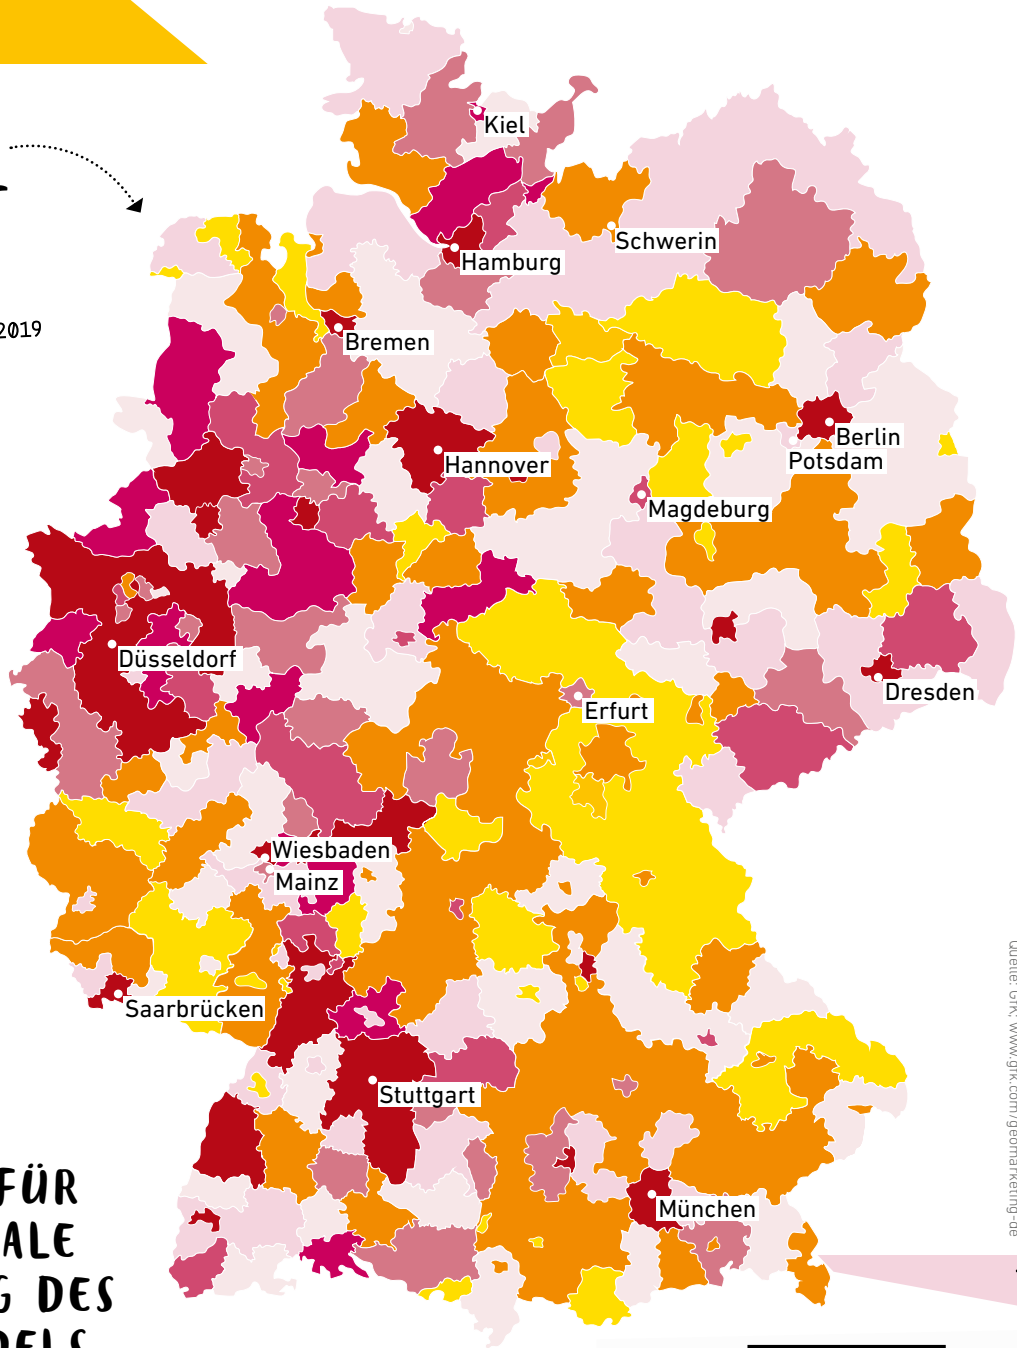 2019
Kiel
Schwerin
Hamburg
Bremen
Berlin
Hannover
Potsdam
Magdeburg
Düsseldorf
Dresden
Erfurt
Wiesbaden
Mainz
Saarbrücken
Stuttgart
München
Quelle: GfK; www.gfk.com/geomarketing-de
FÜR
ALE
G DES